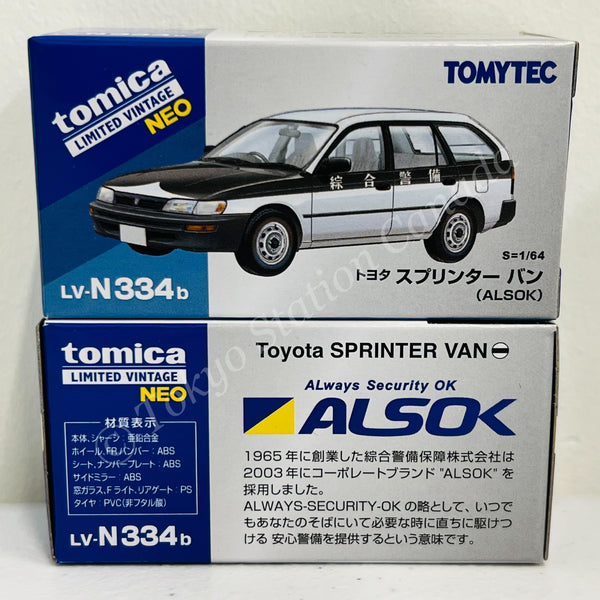 tomica
LIMITED VINTAGE
NEO
TOMYTEC
綜合警備
S=1/64
トヨタ スプリンター バン
(ALSOK)
LV-N334b
tomica
LIMITED VINTAGE
NEO
材質表示
本体、シャーシ:亜鉛合金
ホイール、FRバンパー:ABS
シート、ナンバープレート:ABS
サイドミラー:ABS
窓ガラス、Fライト、リアゲート:PS
タイヤ:PVC(非フタル酸)
LV-N334b
Toyota SPRINTER VAN
ALways Security OK
ALSOK
1965年に創業した綜合警備保障株式会社は
2003年にコーポレートブランド"ALSOK"を
採用しました。
ALWAYS-SECURITY-OKの略として、いつで
もあなたのそばにいて必要な時に直ちに駆けつ
ける 安心警備を提供するという意味です。
© Tokyo Station Canada